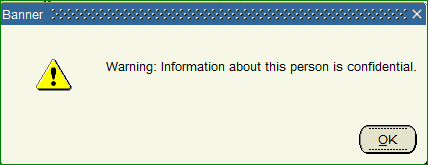 Banner
Warning: Information about this person is confidential.
OK